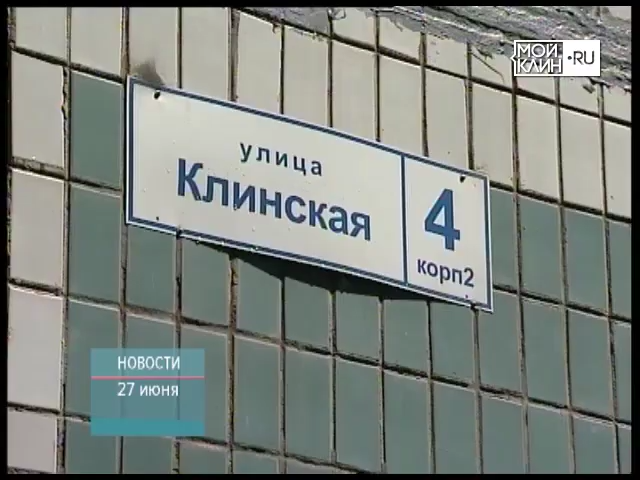 МОЙ
КЛИН.RU
улица
Клинская
4
корп2
НОВОСТИ
27 июня